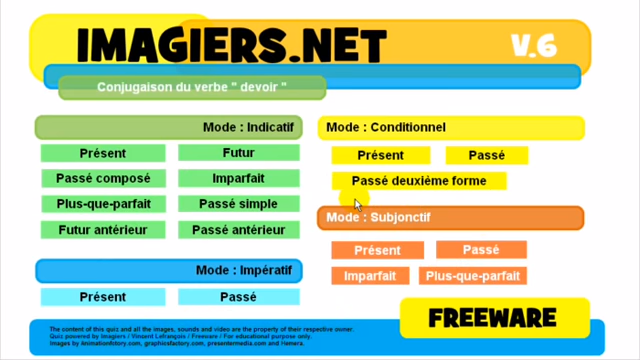 IMAGIERS.NET
V.6
Conjugaison du verbe " devoir "
Mode : Indicatif
Présent
Futur
Passé composé
Imparfait
Plus-que-parfait
Passé simple
Futur antérieur
Passé antérieur
Mode : Impératif
Présent
Passé
Mode : Conditionnel
Présent
Passé
Passé deuxième forme
Mode : Subjonctif
Présent
Passé
Imparfait
Plus-que-parfait
FREEWARE
The content of this quiz and all the images, sounds and video are the property of their respective owner.
Quiz powered by Imagiers / Vincent Lefrançois / Freeware / For educational purpose only.
Images by animationfactory.com, graphicsfactory.com, presentermedia.com and Hemera.